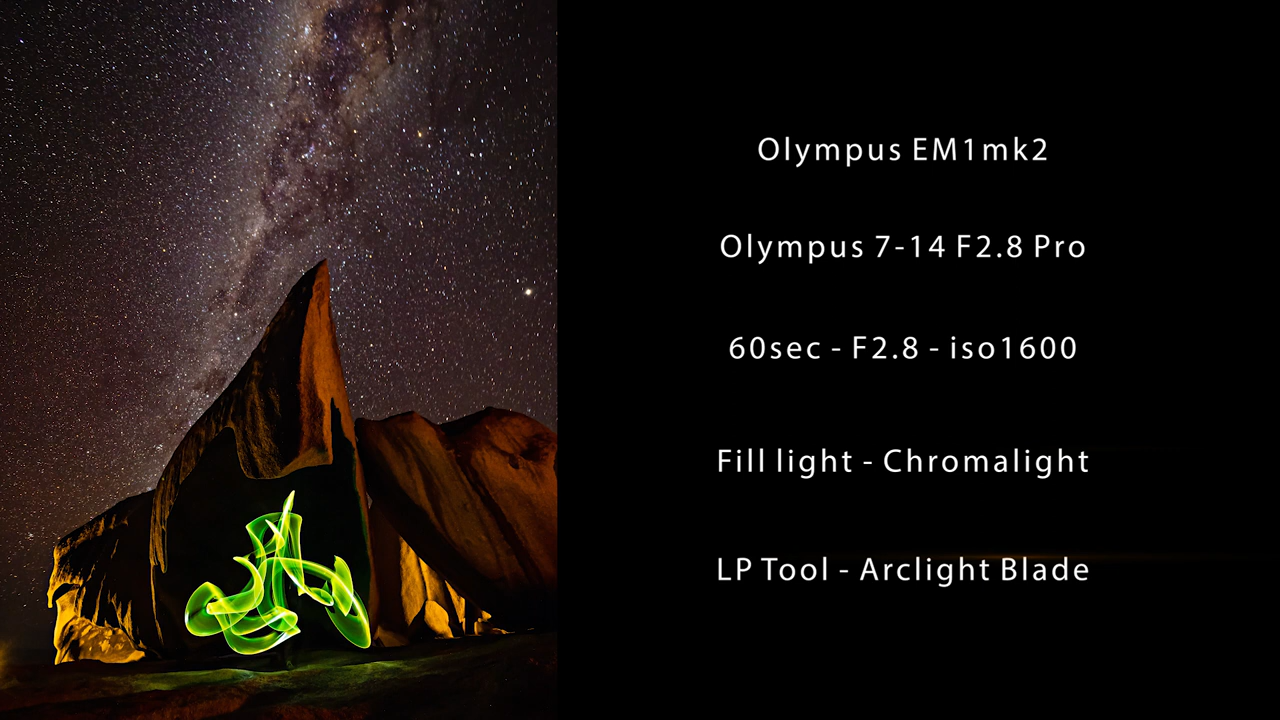 Olympus EM1mk2
Olympus 7-14 F2.8 Pro
60sec - F2.8 - iso1600
Fill light - Chromalight
LP Tool - Arclight Blade